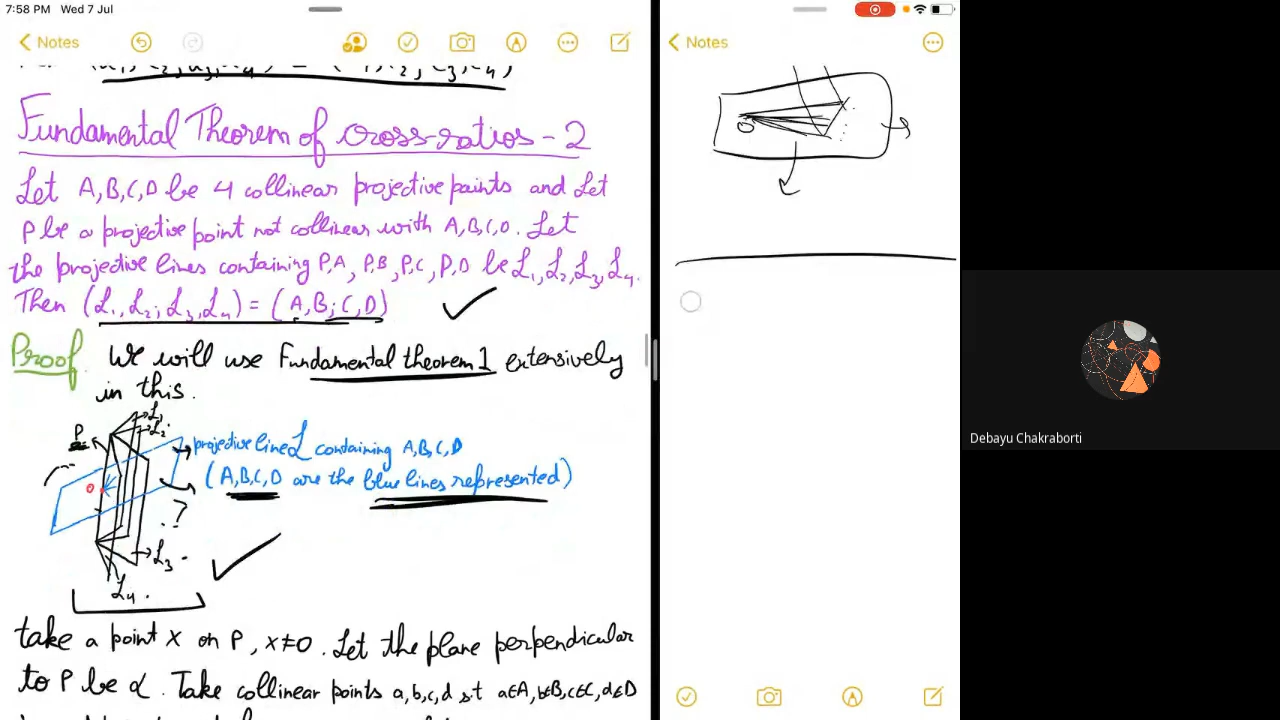 7:58 PM Wed 7 Jul
Notes
Fundamental Theorem of cross-ratios - 2
Let A,B,C,D be 4 collinear projective points and let
P be a projective point not collinear with A,B,C,D. Let
the projective lines containing P,A, P,B, P,C, P,D be L1, L2, L3, L4.
Then (L1, L2; L3, L4) = (A,B; C,D)
Proof. We will use Fundamental theorem 1 extensively
in this.
L1
L2
P
projective line L containing A,B,C,D
(A,B,C,D are the blue lines represented)
O
?
L3
L4
take a point x on P, x≠0. Let the plane perpendicular
to P be α. Take collinear points a,b,c,d s.t a∈A, b∈B, c∈C, d∈D
Notes
O
Debayu Chakraborti